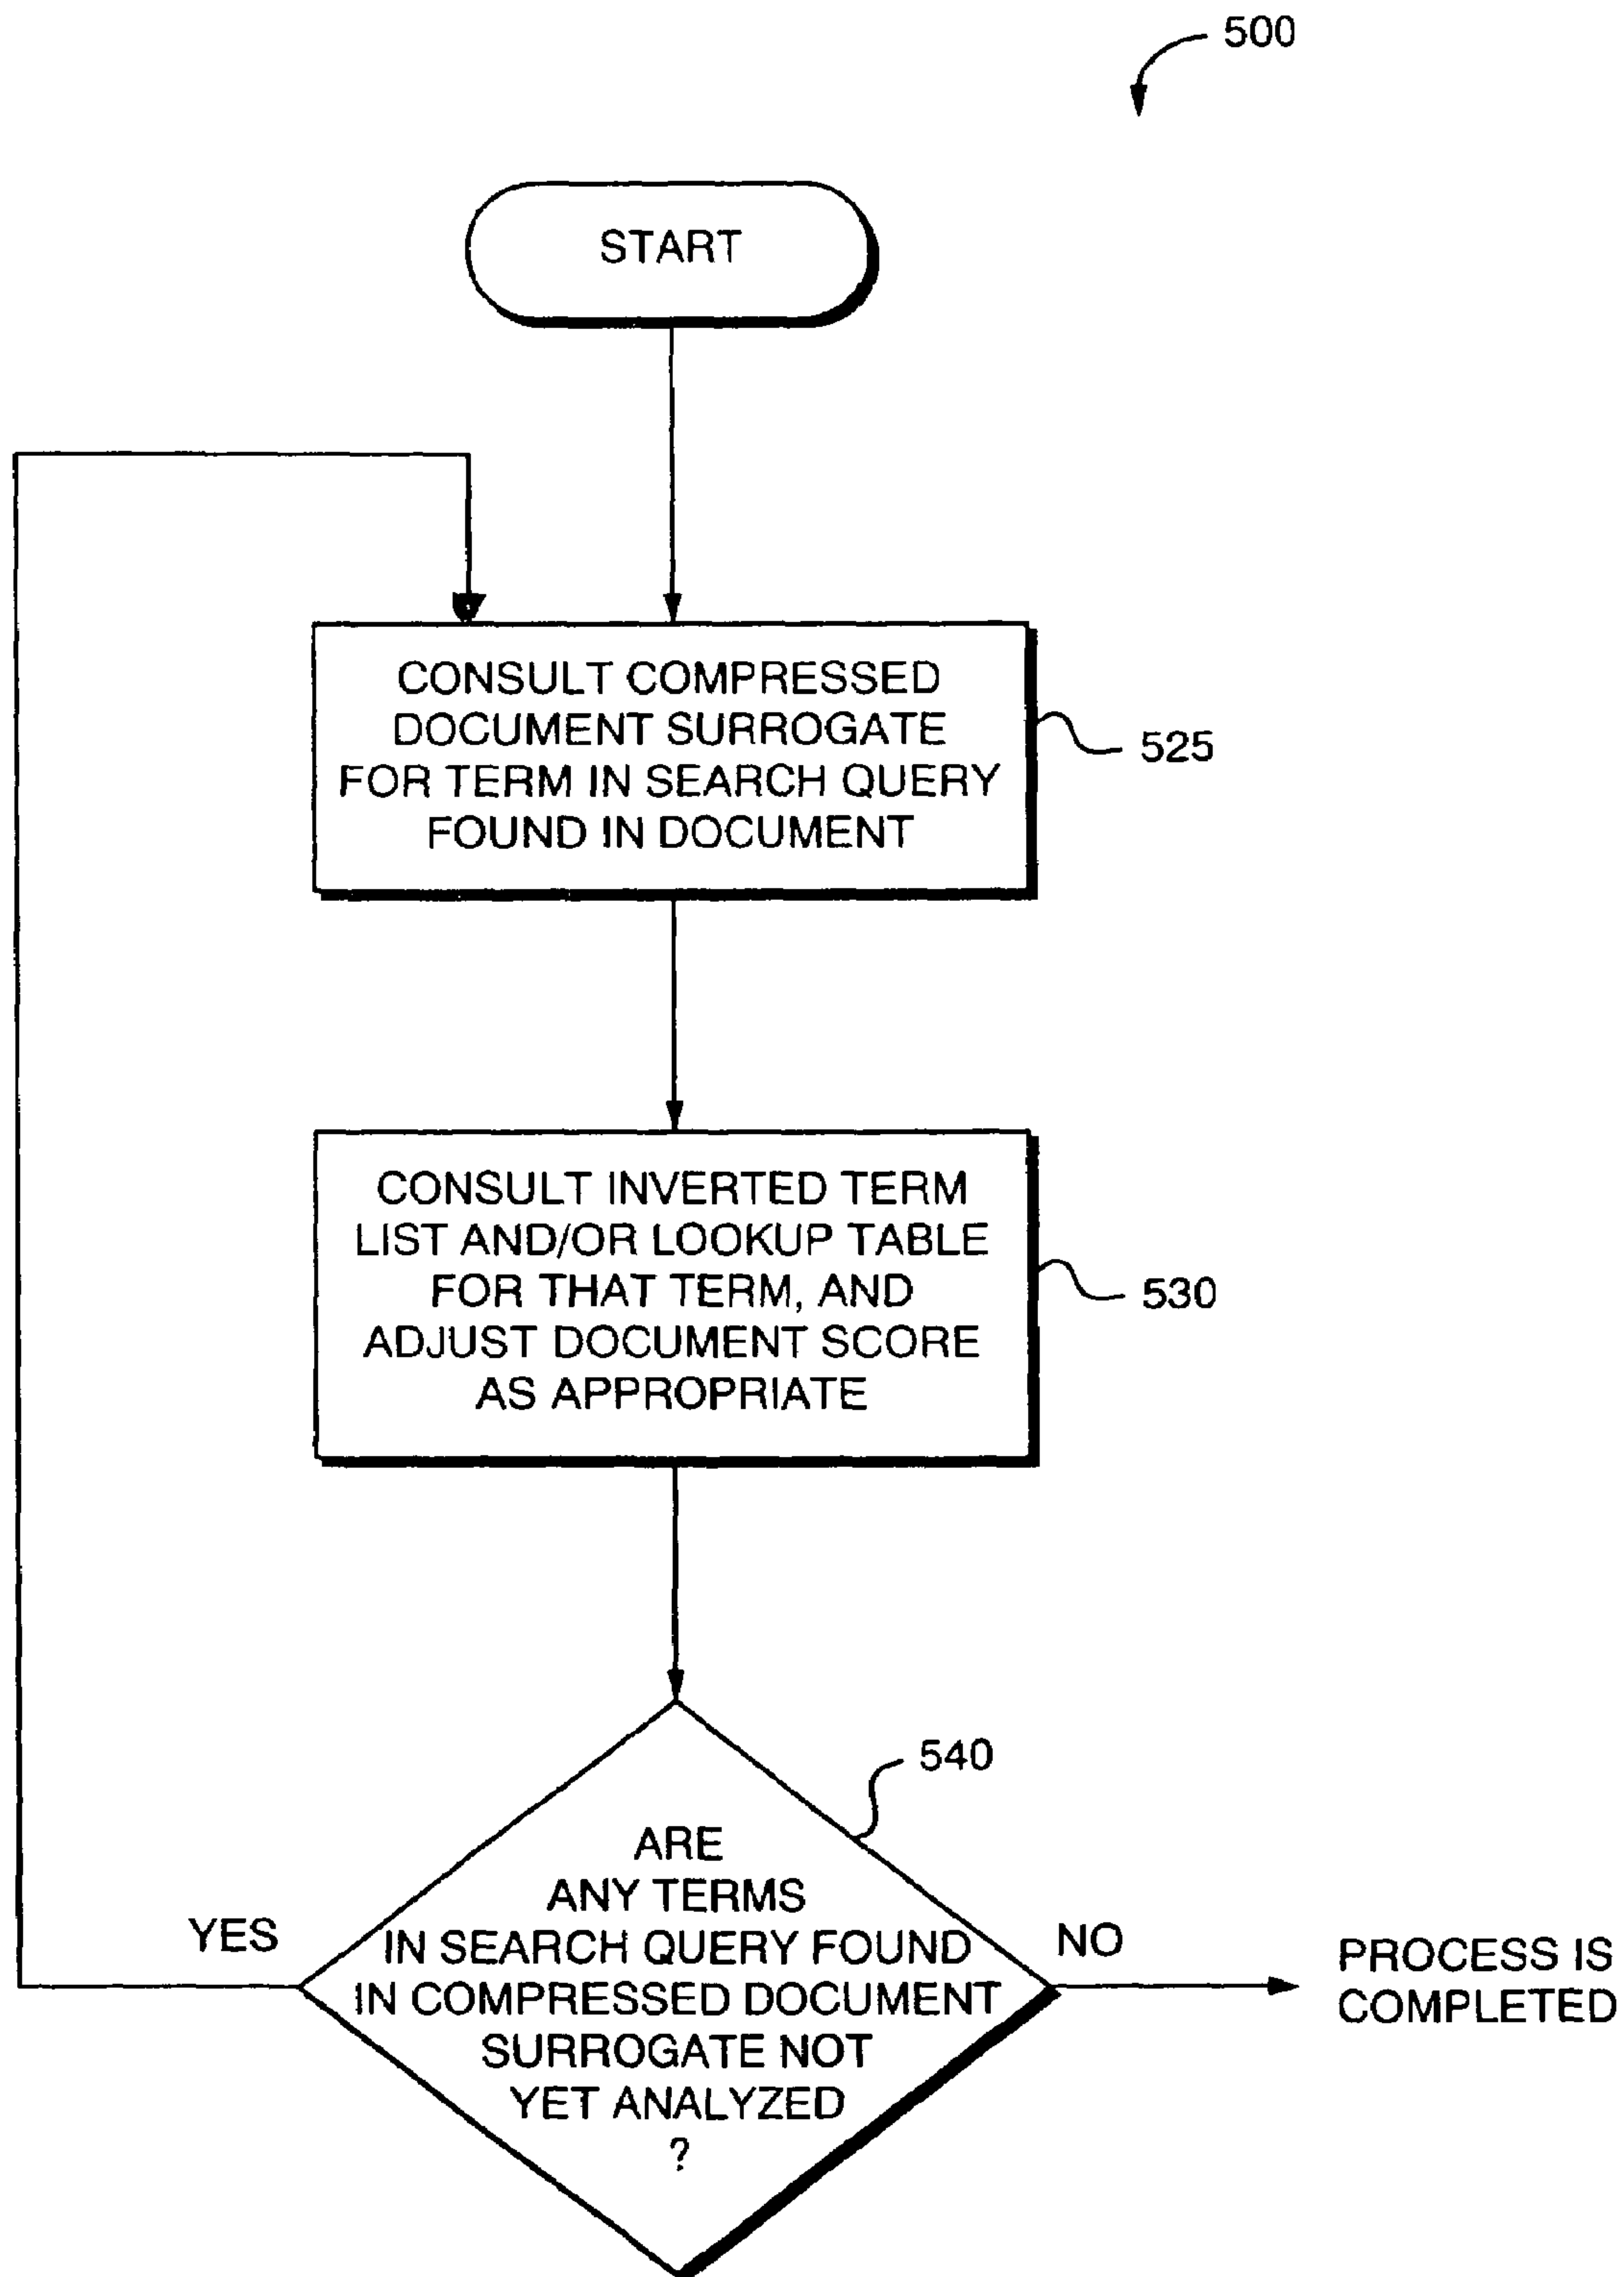 500
START
CONSULT COMPRESSED
DOCUMENT SURROGATE
FOR TERM IN SEARCH QUERY
FOUND IN DOCUMENT
525
CONSULT INVERTED TERM
LIST AND/OR LOOKUP TABLE
FOR THAT TERM, AND
ADJUST DOCUMENT SCORE
AS APPROPRIATE
530
540
ARE
ANY TERMS
IN SEARCH QUERY FOUND
IN COMPRESSED DOCUMENT
SURROGATE NOT
YET ANALYZED
?
YES
NO
PROCESS IS
COMPLETED